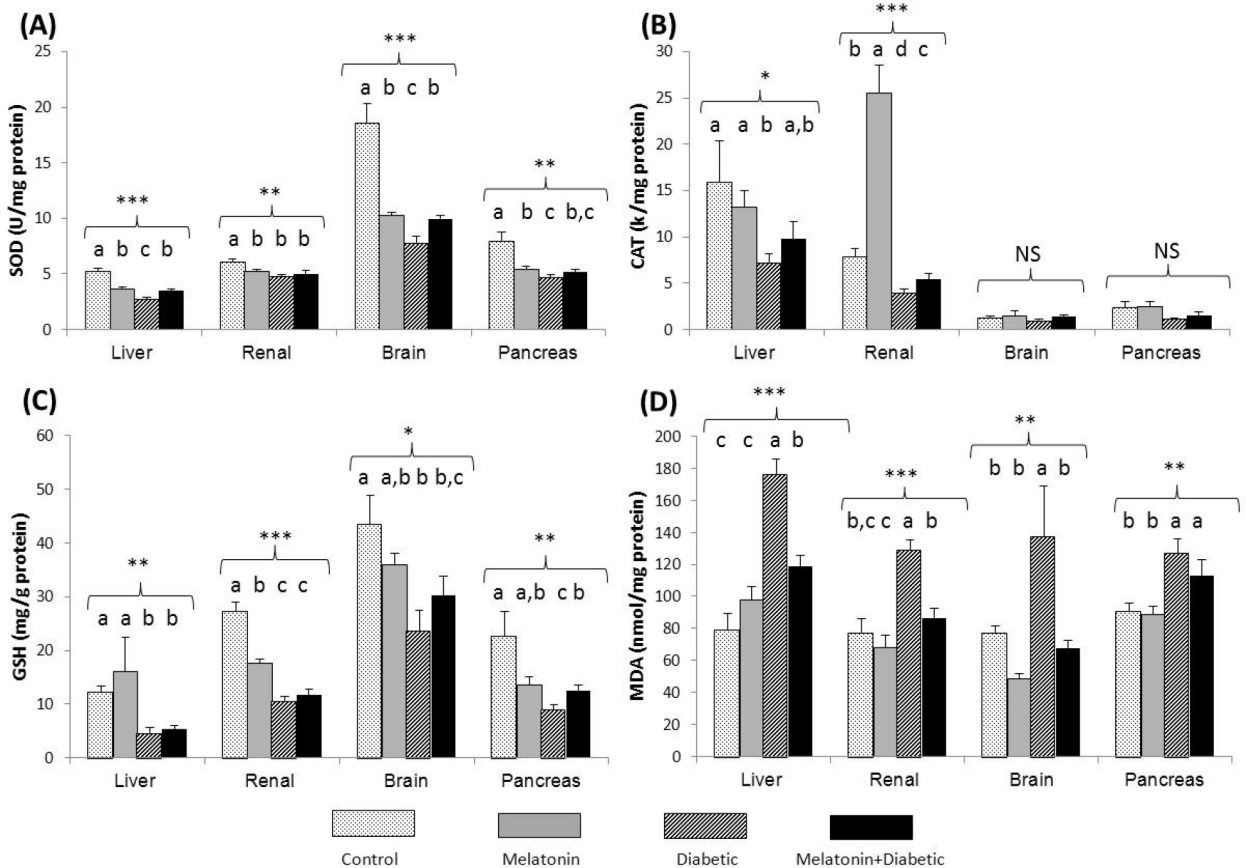 (A)
SOD (U/mg protein)
25
20
15
10
5
0
***
a b c b
**
a b b b
***
a b c b
**
a b c b,c
Liver Renal Brain Pancreas
(B)
CAT (k/mg protein)
30
25
20
15
10
5
0
*
a a b a,b
***
b a d c
NS
NS
Liver Renal Brain Pancreas
(C)
GSH (mg/g protein)
60
50
40
30
20
10
0
**
a a b b
***
a b c c
*
a a,b b b,c
**
a a,b c b
Liver Renal Brain Pancreas
(D)
MDA (nmol/mg protein)
200
180
160
140
120
100
80
60
40
20
0
***
c c a b
***
b,c c a b
**
b b a b
**
b b a a
Liver Renal Brain Pancreas
Control Melatonin Diabetic Melatonin+Diabetic